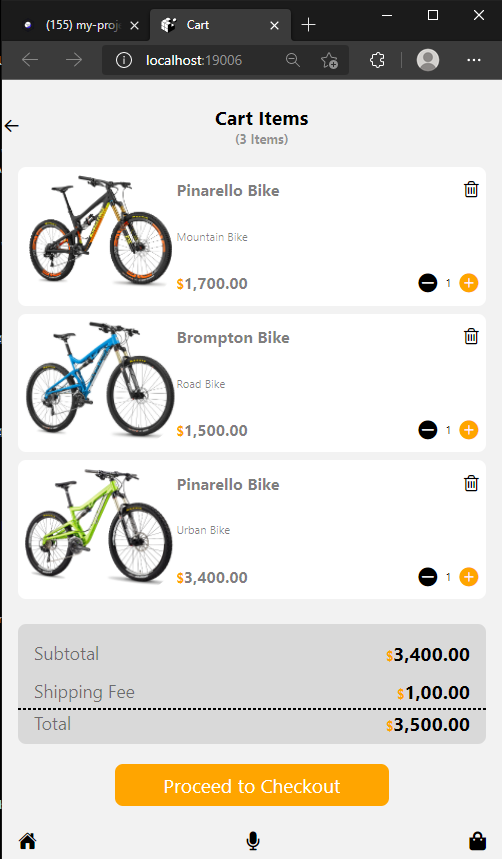 (155) my-proje
Cart
localhost:19006
Cart Items
(3 Items)
Pinarello Bike
Mountain Bike
$1,700.00
1
Brompton Bike
Road Bike
$1,500.00
1
Pinarello Bike
Urban Bike
$3,400.00
1
Subtotal $3,400.00
Shipping Fee $1,00.00
Total $3,500.00
Proceed to Checkout